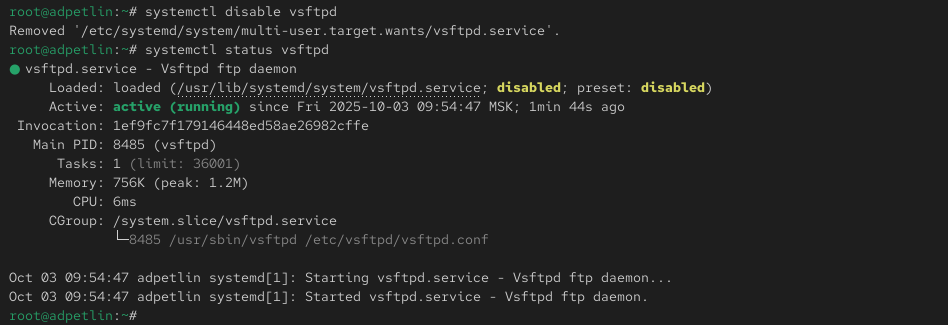 root@adpetlin:~# systemctl disable vsftpd
Removed '/etc/systemd/system/multi-user.target.wants/vsftpd.service'.
root@adpetlin:~# systemctl status vsftpd
● vsftpd.service - Vsftpd ftp daemon
     Loaded: loaded (/usr/lib/systemd/system/vsftpd.service; disabled; preset: disabled)
     Active: active (running) since Fri 2025-10-03 09:54:47 MSK; 1min 44s ago
 Invocation: 1ef9fc7f179146448ed58ae26982cffe
   Main PID: 8485 (vsftpd)
      Tasks: 1 (limit: 36001)
     Memory: 756K (peak: 1.2M)
        CPU: 6ms
     CGroup: /system.slice/vsftpd.service
             └─8485 /usr/sbin/vsftpd /etc/vsftpd/vsftpd.conf

Oct 03 09:54:47 adpetlin systemd[1]: Starting vsftpd.service - Vsftpd ftp daemon...
Oct 03 09:54:47 adpetlin systemd[1]: Started vsftpd.service - Vsftpd ftp daemon.
root@adpetlin:~#